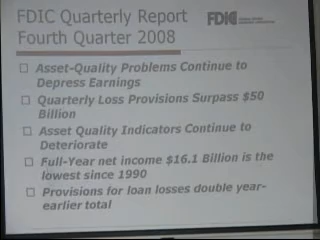 FDIC Quarterly Report
FDIC
Fourth Quarter 2008
Asset-Quality Problems Continue to
Depress Earnings
Quarterly Loss Provisions Surpass $50
Billion
Asset Quality Indicators Continue to
Deteriorate
Full-Year net income $16.1 Billion is the
lowest since 1990
Provisions for loan losses double year-
earlier total